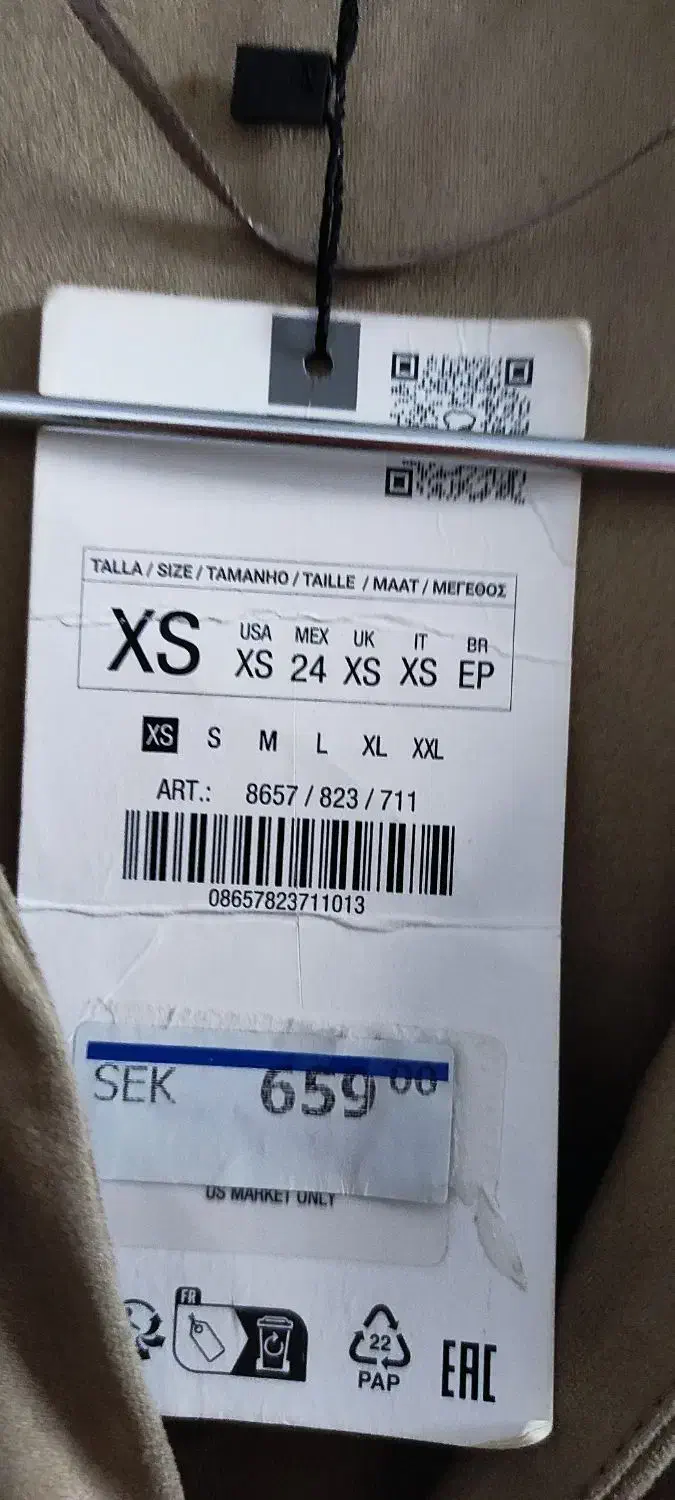 TALLA / SIZE / TAMANHO / TAILLE / MAAT / ΜΕΓΕΘΟΣ
XS
USA MEX UK IT BR
XS 24 XS XS EP
XS S M L XL XXL
ART.: 8657 / 823 / 711
08657823711013
SEK 659 00
US MARKET ONLY
FR
22
PAP
EAC